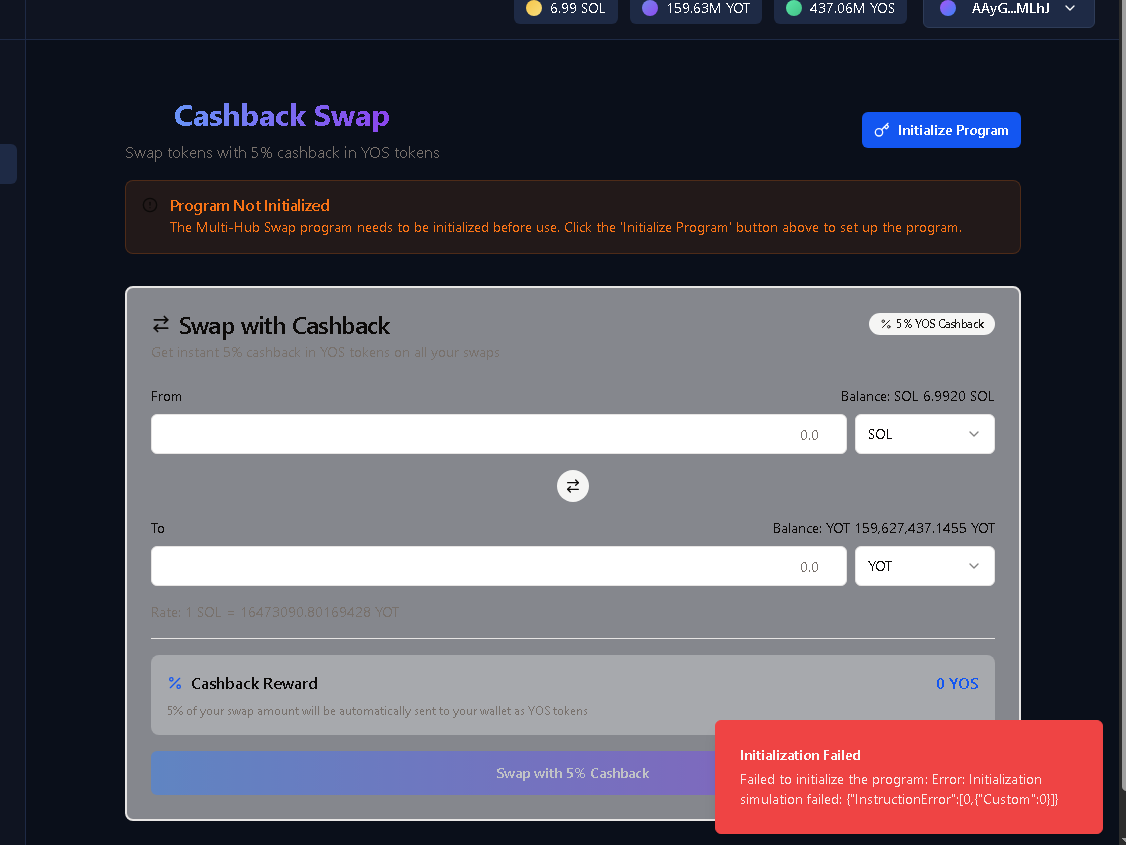 6.99 SOL 159.63M YOT 437.06M YOS AAyG...MLhJ
Cashback Swap
Initialize Program
Swap tokens with 5% cashback in YOS tokens
Program Not Initialized
The Multi-Hub Swap program needs to be initialized before use. Click the 'Initialize Program' button above to set up the program.
Swap with Cashback
% 5% YOS Cashback
Get instant 5% cashback in YOS tokens on all your swaps
From Balance: SOL 6.9920 SOL
0.0 SOL
To Balance: YOT 159,627,437.1455 YOT
0.0 YOT
Rate: 1 SOL = 16473090.80169428 YOT
% Cashback Reward 0 YOS
5% of your swap amount will be automatically sent to your wallet as YOS tokens
Swap with 5% Cashback
Initialization Failed
Failed to initialize the program: Error: Initialization
simulation failed: {"InstructionError":[0,{"Custom":0}]}